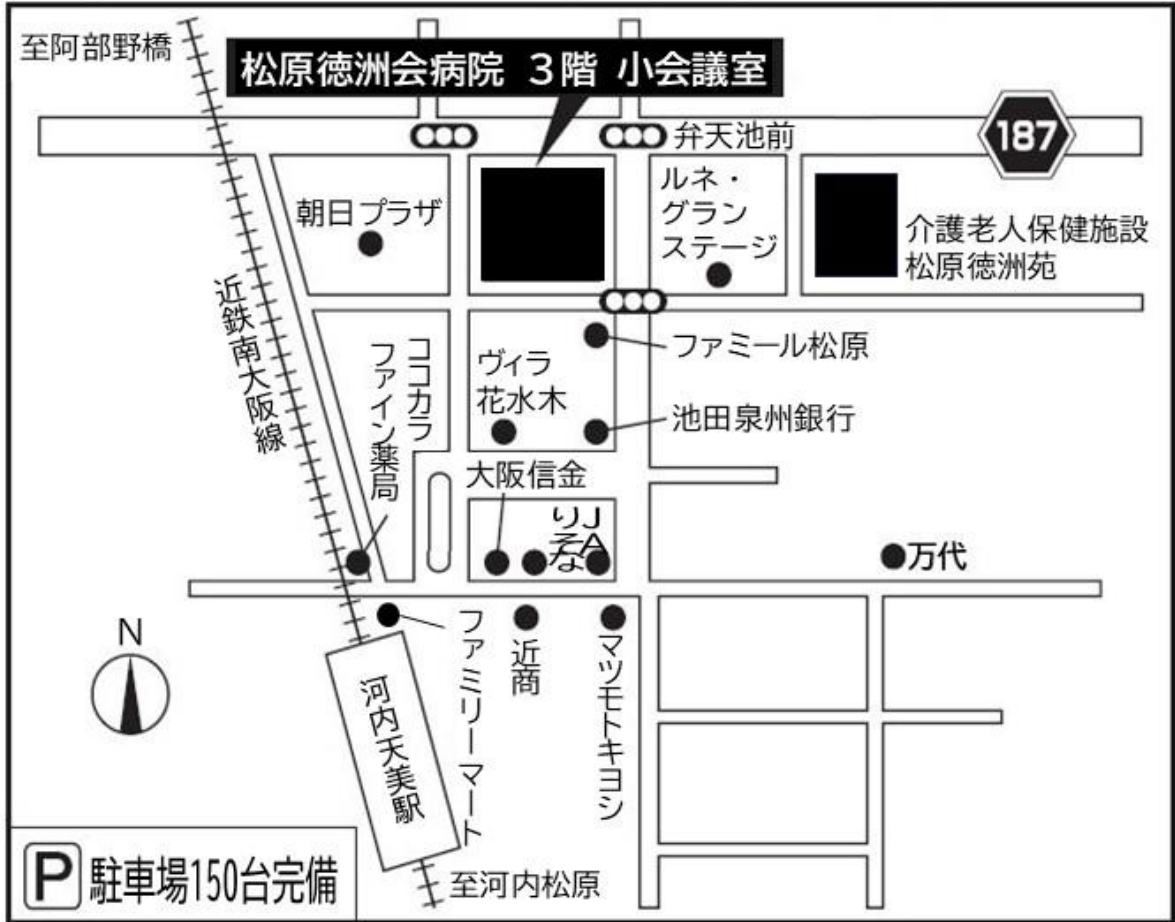 至阿部野橋
松原徳洲会病院 3階 小会議室
弁天池前
187
朝日プラザ
ルネ・
グラン
ステージ
介護老人保健施設
松原徳洲苑
近鉄南大阪線
ココカラ
ファイン薬局
ヴィラ
花水木
ファミール松原
池田泉州銀行
大阪信金
りそな
JA
万代
N
河内天美駅
ファミリーマート
近商
マツモトキヨシ
P 駐車場150台完備
至河内松原